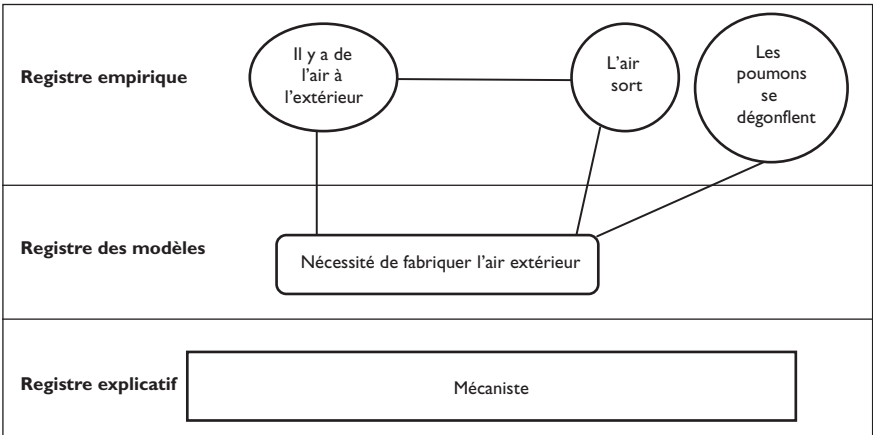 Registre empirique
Il y a de
l'air à
l'extérieur
L'air
sort
Les
poumons
se
dégonflent
Registre des modèles
Nécessité de fabriquer l'air extérieur
Registre explicatif
Mécaniste